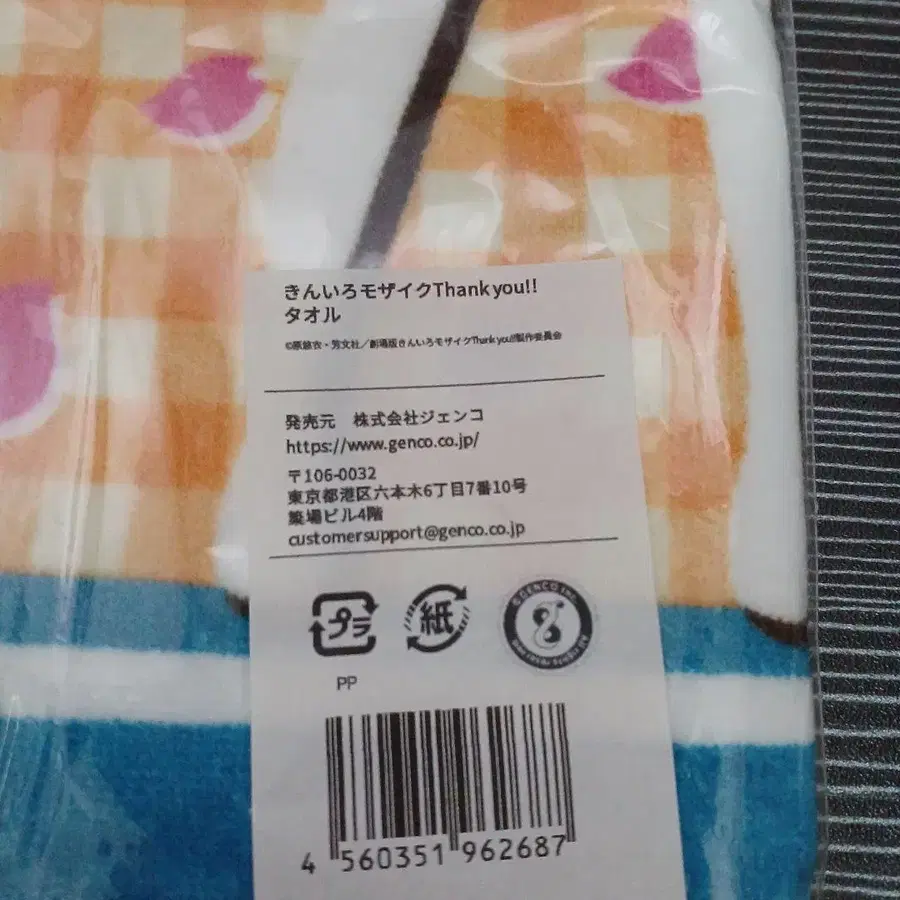 きんいろモザイクThank you!!
タオル
©原悠衣・芳文社／劇場版きんいろモザイクThank you!!製作委員会
発売元　株式会社ジェンコ
https://www.genco.co.jp/
〒106-0032
東京都港区六本木6丁目7番10号
簗場ビル4階
customersupport@genco.co.jp
プラ
紙
GENCO INC.
PP
4 560351 962687